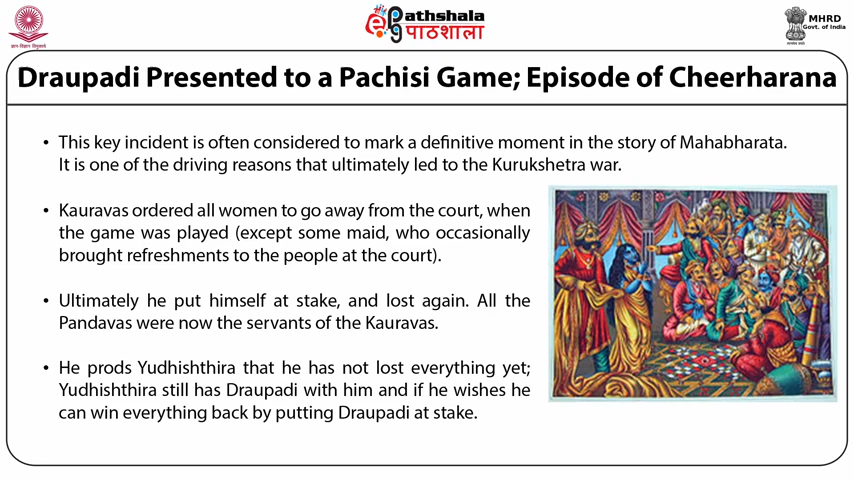 ज्ञान-विज्ञान विमुक्तये
ePathshala
पाठशाला
MHRD
Govt. of India
सत्यमेव जयते
Draupadi Presented to a Pachisi Game; Episode of Cheerharana
• This key incident is often considered to mark a definitive moment in the story of Mahabharata.
It is one of the driving reasons that ultimately led to the Kurukshetra war.
• Kauravas ordered all women to go away from the court, when
the game was played (except some maid, who occasionally
brought refreshments to the people at the court).
• Ultimately he put himself at stake, and lost again. All the
Pandavas were now the servants of the Kauravas.
• He prods Yudhishthira that he has not lost everything yet;
Yudhishthira still has Draupadi with him and if he wishes he
can win everything back by putting Draupadi at stake.